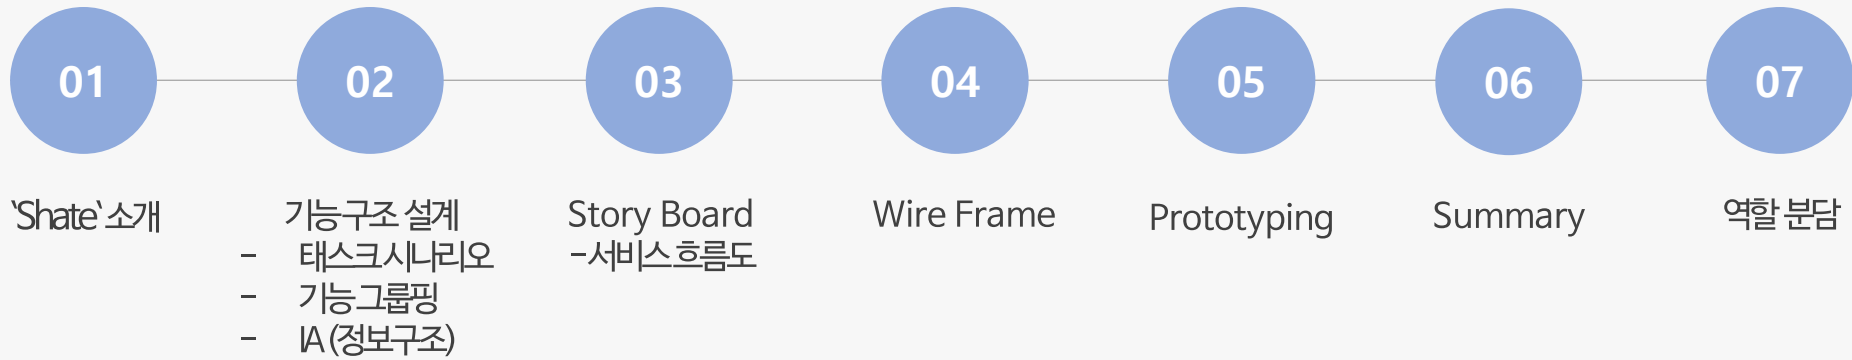 01
02
03
04
05
06
07
‘Shate‘ 소개
기능구조 설계
- 태스크 시나리오
- 기능 그룹핑
- IA (정보구조)
Story Board
-서비스 흐름도
Wire Frame
Prototyping
Summary
역할 분담